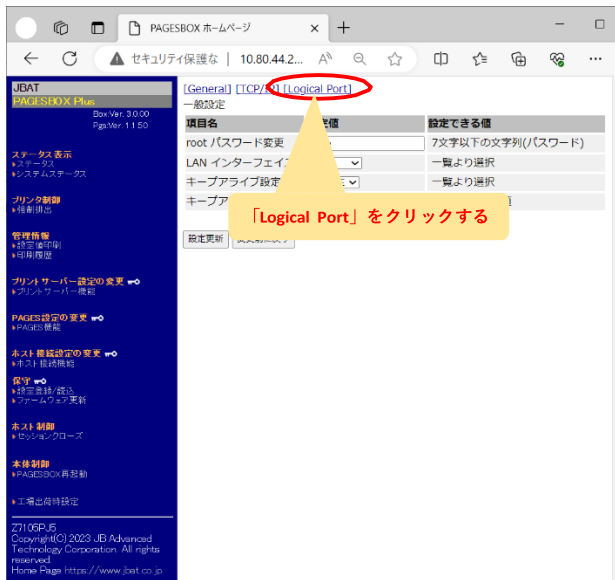 PAGESBOX ホームページ
セキュリティ保護な 10.80.44.2...
JBAT
PAGESBOX Plus
Box:Ver. 3.0.00
Pgs:Ver. 1.1.50
ステータス表示
ステータス
システムステータス
プリンタ制御
強制排出
管理情報
設定値印刷
印刷履歴
プリントサーバー設定の変更
プリントサーバー機能
PAGES設定の変更
PAGES機能
ホスト接続設定の変更
ホスト接続機能
保守
設定登録/読込
ファームウェア更新
ホスト制御
セッションクローズ
本体制御
PAGESBOX再起動
工場出荷時設定
Z7105PJ5
Copyright(C) 2023 JB Advanced
Technology Corporation. All rights
reserved.
Home Page https://www.jbat.co.jp
[General] [TCP/IP] [Logical Port]
一般設定
項目名 定値 設定できる値
root パスワード変更 7文字以下の文字列(パスワード)
LAN インターフェイス 一覧より選択
キープアライブ設定 一覧より選択
キープア
設定更新
「Logical Port」をクリックする